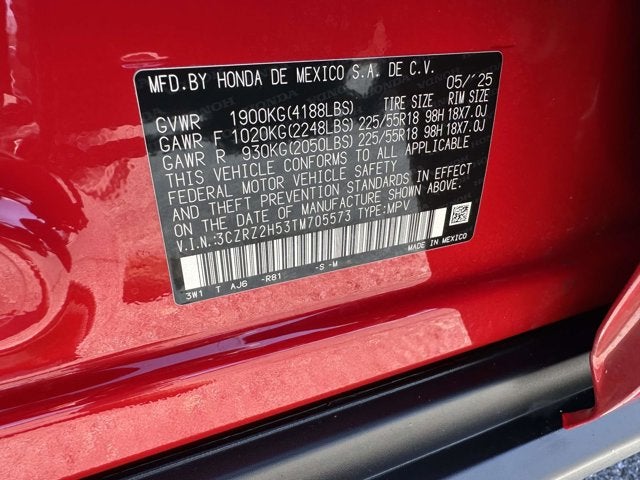 MFD.BY HONDA DE MEXICO S.A. DE C.V. 05/'25
GVWR 1900KG(4188LBS) TIRE SIZE RIM SIZE
GAWR F 1020KG(2248LBS) 225/55R18 98H 18X7.0J
GAWR R 930KG(2050LBS) 225/55R18 98H 18X7.0J
THIS VEHICLE CONFORMS TO ALL APPLICABLE
FEDERAL MOTOR VEHICLE SAFETY
AND THEFT PREVENTION STANDARDS IN EFFECT
ON THE DATE OF MANUFACTURE SHOWN ABOVE.
V.I.N.:3CZRZ2H53TM705573 TYPE:MPV
MADE IN MEXICO
3W1 T AJ6 -R81 -S -M